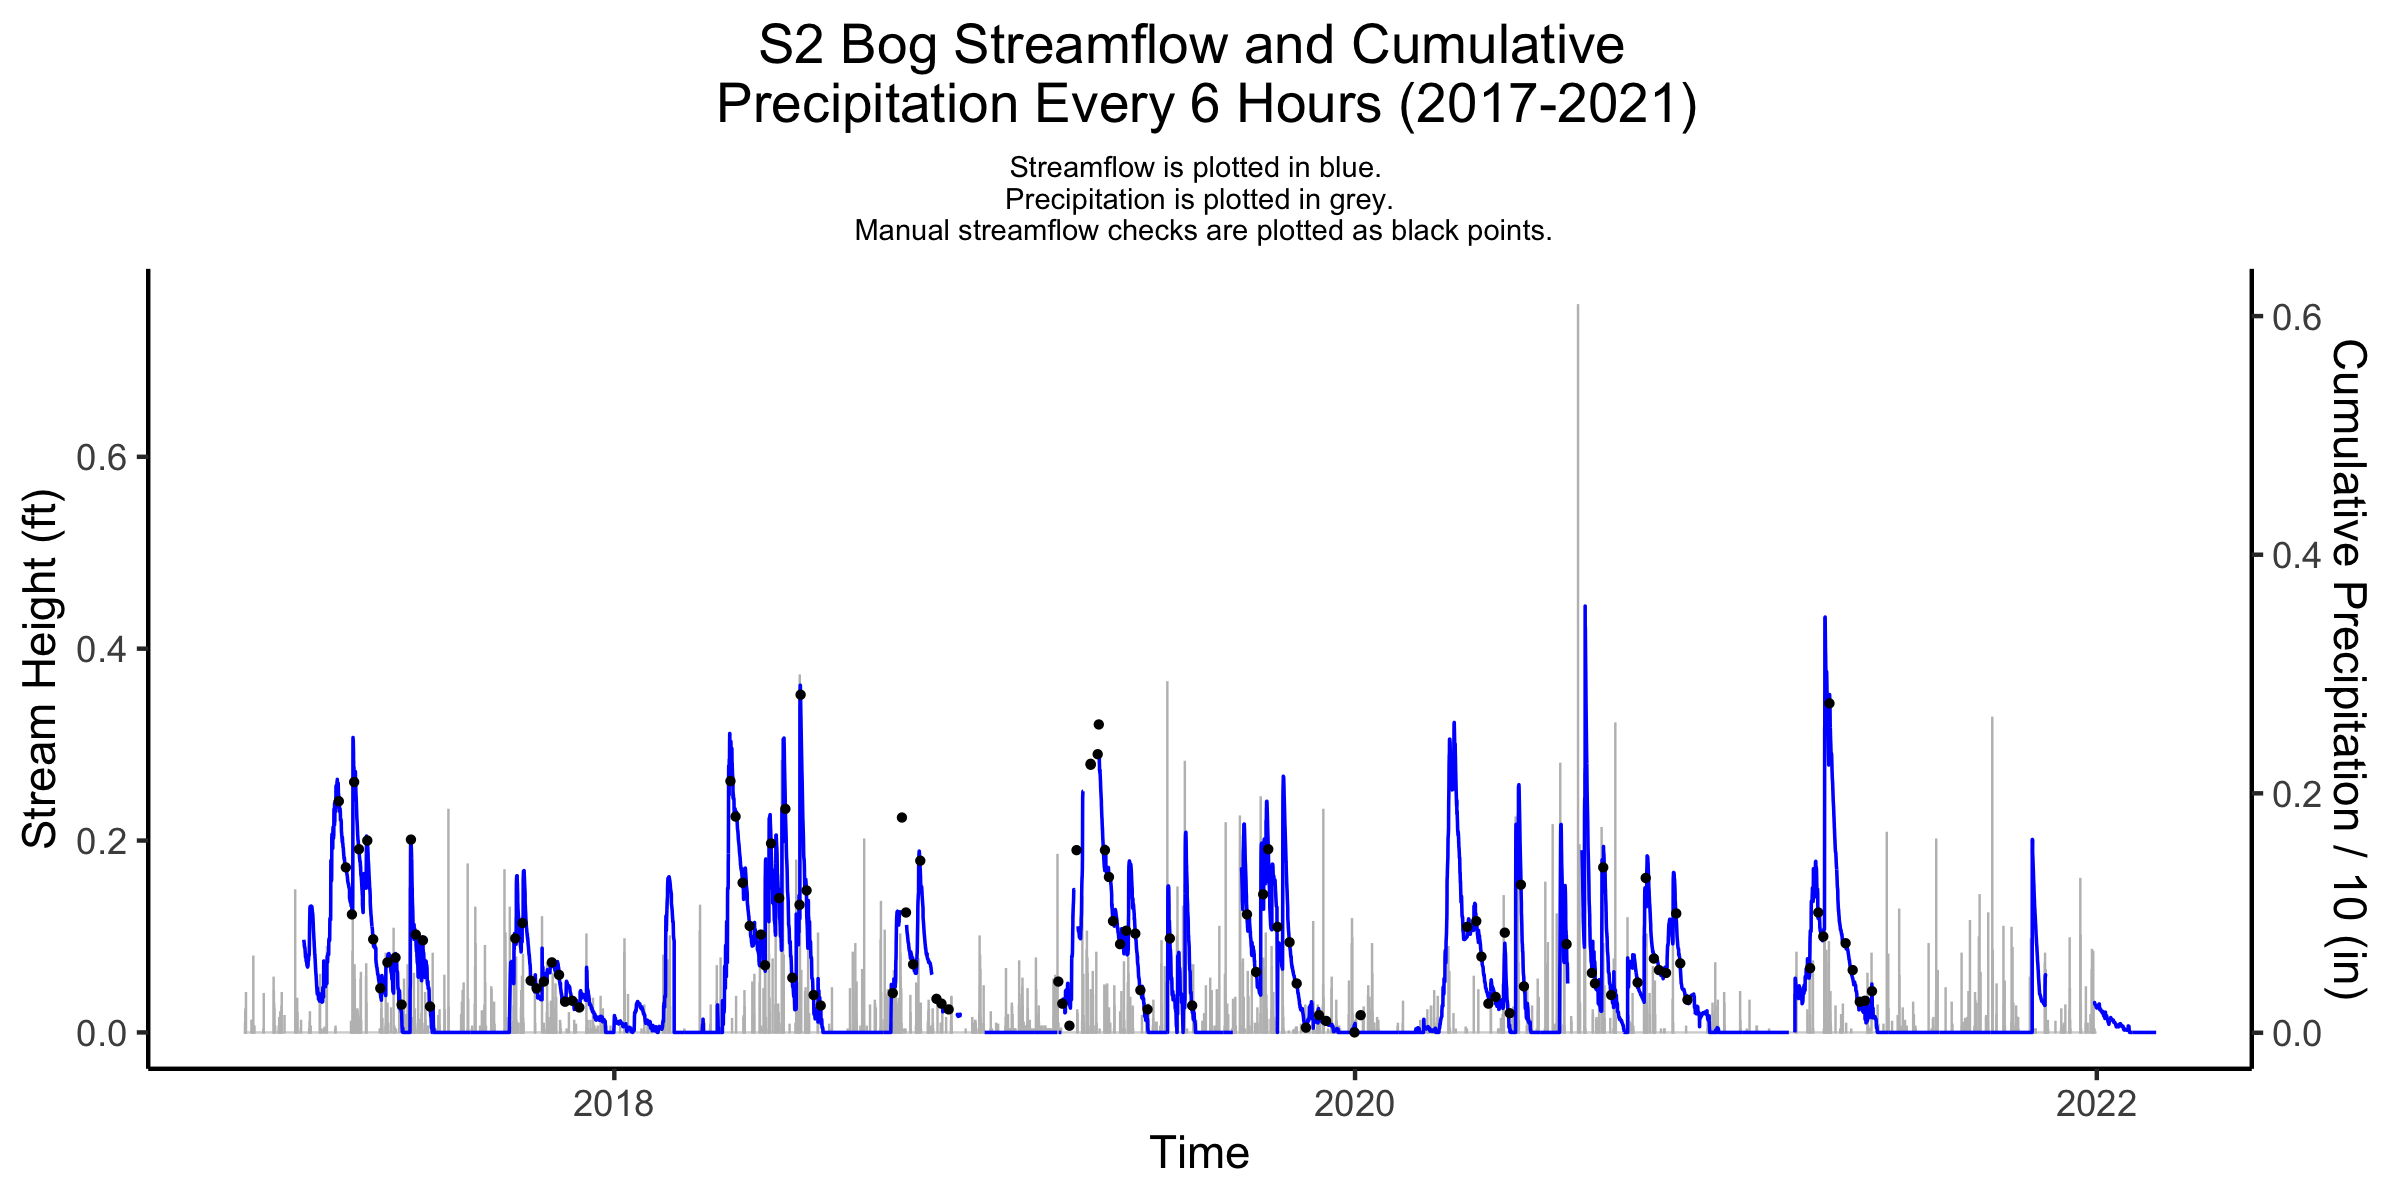 S2 Bog Streamflow and Cumulative
Precipitation Every 6 Hours (2017-2021)
Streamflow is plotted in blue.
Precipitation is plotted in grey.
Manual streamflow checks are plotted as black points.
Stream Height (ft)
0.6
0.4
0.2
0.0
0.6
0.4
0.2
0.0
Cumulative Precipitation / 10 (in)
2018
2020
2022
Time